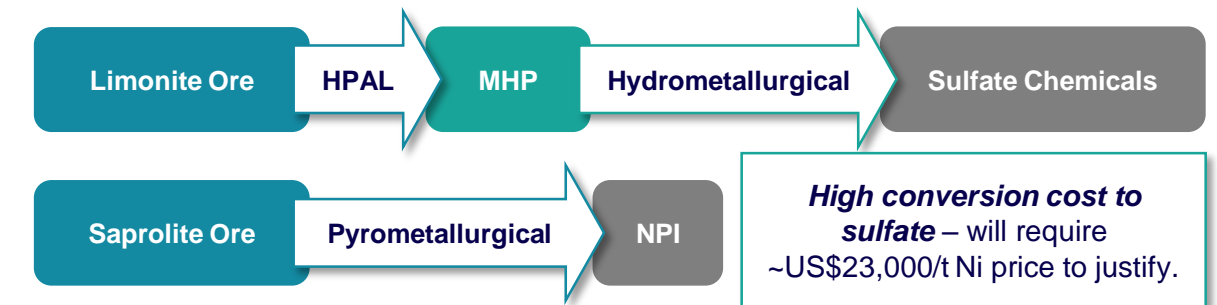 Limonite Ore
HPAL
MHP
Hydrometallurgical
Sulfate Chemicals
Saprolite Ore
Pyrometallurgical
NPI
High conversion cost to
sulfate – will require
~US$23,000/t Ni price to justify.